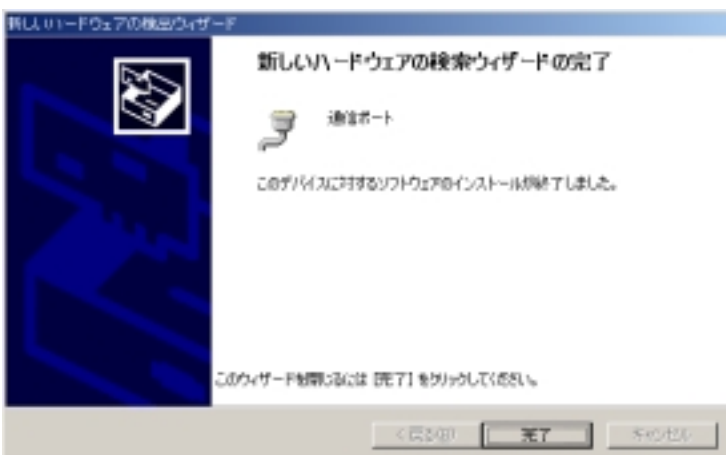 新しいハードウェアの検出ウィザード
新しいハードウェアの検索ウィザードの完了
通信ポート
このデバイスに対するソフトウェアのインストールが終了しました。
このウィザードを閉じるには [完了] をクリックしてください。
< 戻る(B)
完了
キャンセル